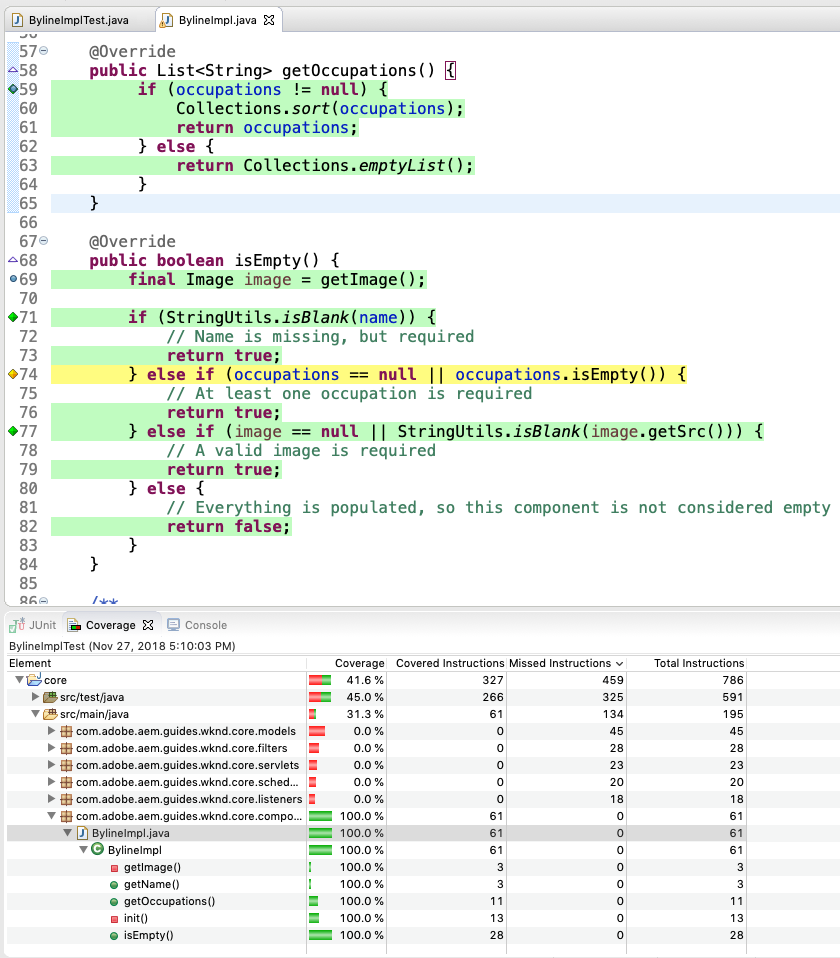 BylineImplTest.java BylineImpl.java
56
57 @Override
58 public List<String> getOccupations() {
59 if (occupations != null) {
60 Collections.sort(occupations);
61 return occupations;
62 } else {
63 return Collections.emptyList();
64 }
65 }
66
67 @Override
68 public boolean isEmpty() {
69 final Image image = getImage();
70
71 if (StringUtils.isBlank(name)) {
72 // Name is missing, but required
73 return true;
74 } else if (occupations == null || occupations.isEmpty()) {
75 // At least one occupation is required
76 return true;
77 } else if (image == null || StringUtils.isBlank(image.getSrc())) {
78 // A valid image is required
79 return true;
80 } else {
81 // Everything is populated, so this component is not considered empty
82 return false;
83 }
84 }
85
86 /**
JUnit Coverage Console
BylineImplTest (Nov 27, 2018 5:10:03 PM)
Element Coverage Covered Instructions Missed Instructions Total Instructions
core 41.6 % 327 459 786
src/test/java 45.0 % 266 325 591
src/main/java 31.3 % 61 134 195
com.adobe.aem.guides.wknd.core.models 0.0 % 0 45 45
com.adobe.aem.guides.wknd.core.filters 0.0 % 0 28 28
com.adobe.aem.guides.wknd.core.servlets 0.0 % 0 23 23
com.adobe.aem.guides.wknd.core.sched... 0.0 % 0 20 20
com.adobe.aem.guides.wknd.core.listeners 0.0 % 0 18 18
com.adobe.aem.guides.wknd.core.compo... 100.0 % 61 0 61
BylineImpl.java 100.0 % 61 0 61
BylineImpl 100.0 % 61 0 61
getImage() 100.0 % 3 0 3
getName() 100.0 % 3 0 3
getOccupations() 100.0 % 11 0 11
init() 100.0 % 13 0 13
isEmpty() 100.0 % 28 0 28